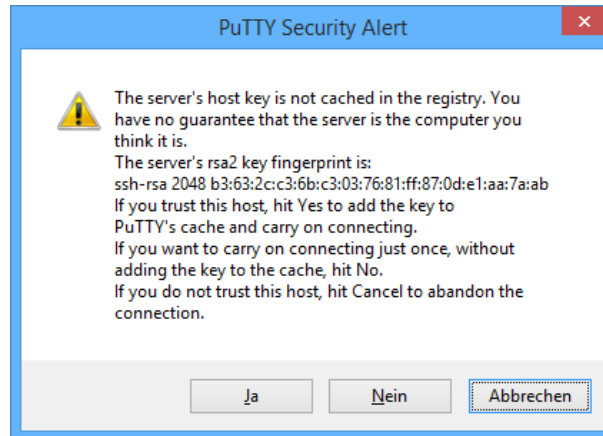 PuTTY Security Alert
The server's host key is not cached in the registry. You
have no guarantee that the server is the computer you
think it is.
The server's rsa2 key fingerprint is:
ssh-rsa 2048 b3:63:2c:c3:6b:c3:03:76:81:ff:87:0d:e1:aa:7a:ab
If you trust this host, hit Yes to add the key to
PuTTY's cache and carry on connecting.
If you want to carry on connecting just once, without
adding the key to the cache, hit No.
If you do not trust this host, hit Cancel to abandon the
connection.
Ja Nein Abbrechen